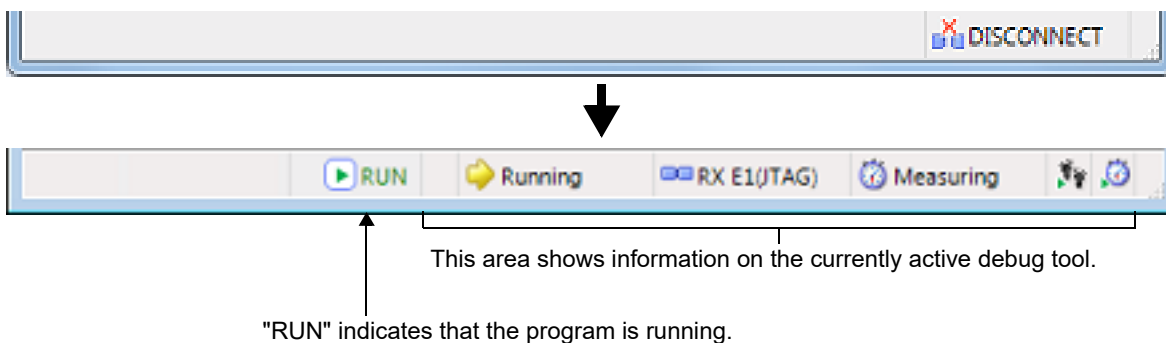 DISCONNECT
RUN Running RX E1(JTAG) Measuring
This area shows information on the currently active debug tool.
"RUN" indicates that the program is running.